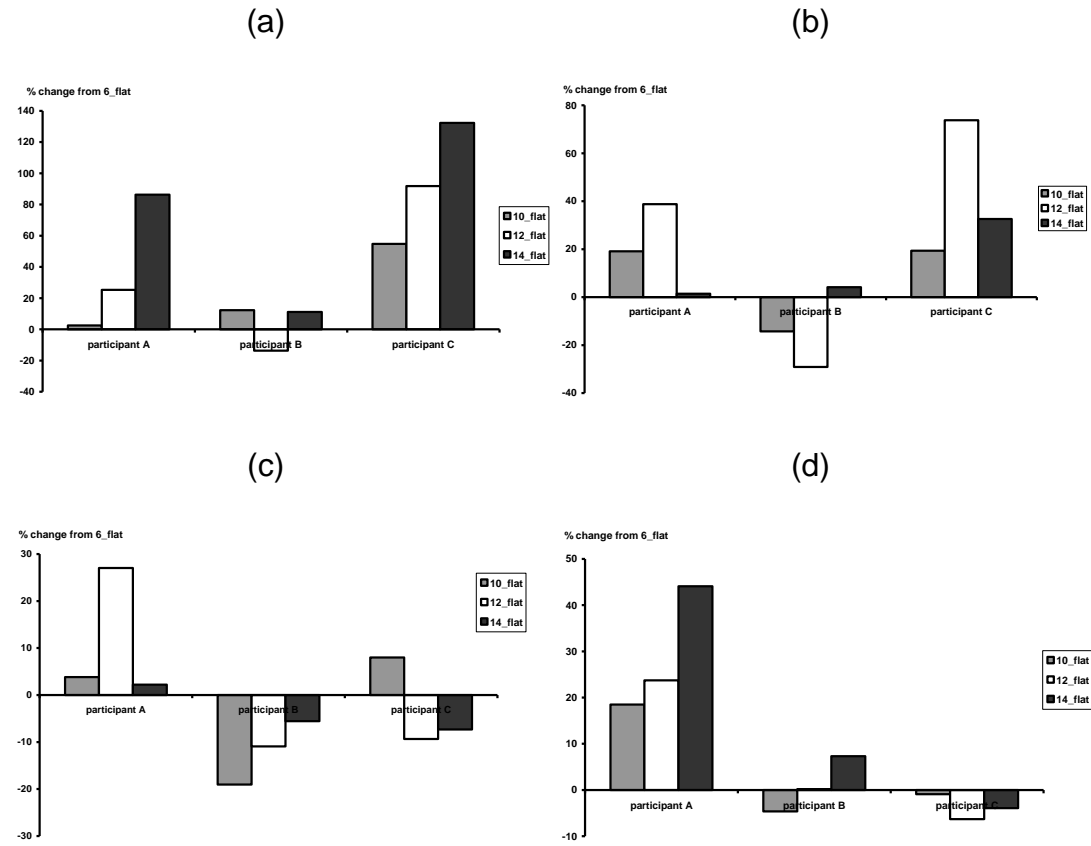 (a)
% change from 6_flat
140
120
100
80
60
40
20
0
-20
-40
participant A
participant B
participant C
10_flat
12_flat
14_flat
(b)
% change from 6_flat
80
60
40
20
0
-20
-40
participant A
participant B
participant C
10_flat
12_flat
14_flat
(c)
% change from 6_flat
30
20
10
0
-10
-20
-30
participant A
participant B
participant C
10_flat
12_flat
14_flat
(d)
% change from 6_flat
50
40
30
20
10
0
-10
participant A
participant B
participant C
10_flat
12_flat
14_flat